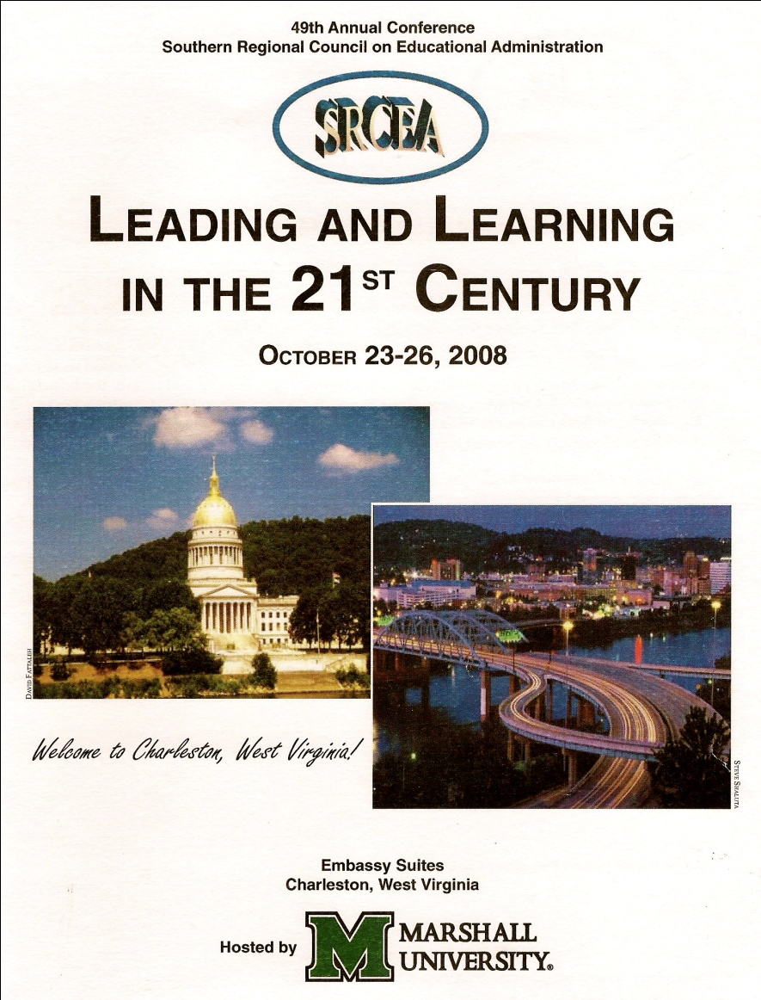 49th Annual Conference
Southern Regional Council on Educational Administration
SRCEA
LEADING AND LEARNING
IN THE 21ST CENTURY
OCTOBER 23-26, 2008
DAVID FATTALEH
Welcome to Charleston, West Virginia!
STEVE SHALUTA
Embassy Suites
Charleston, West Virginia
Hosted by
M
MARSHALL
UNIVERSITY®